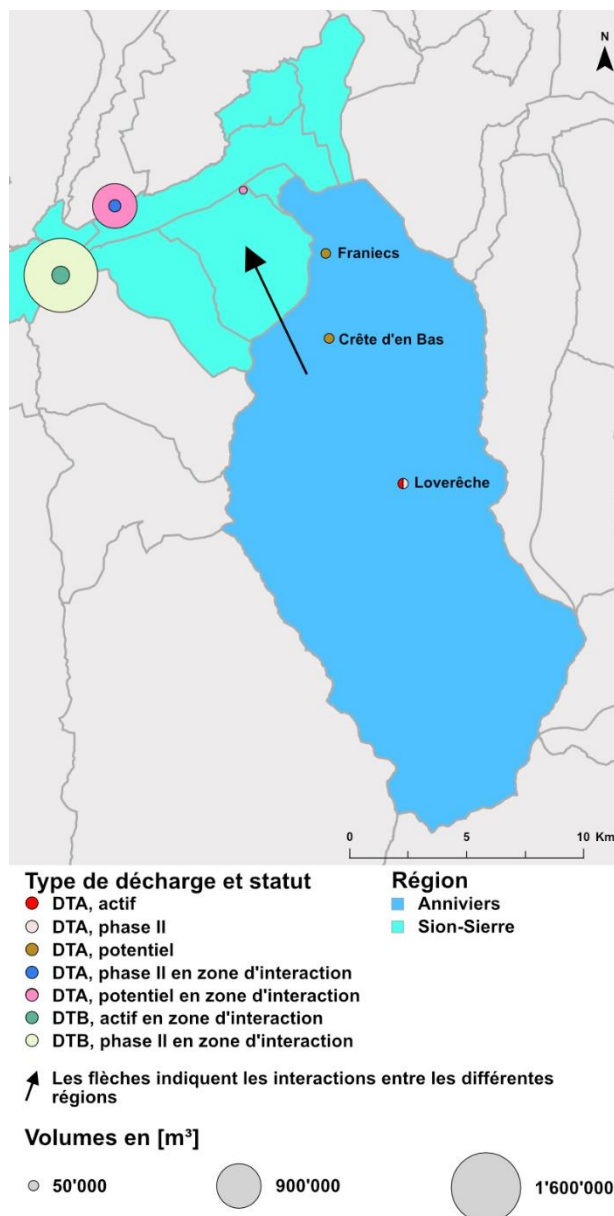 N
Franiecs
Crête d'en Bas
Loverêche
0 5 10 Km
Type de décharge et statut
DTA, actif
DTA, phase II
DTA, potentiel
DTA, phase II en zone d'interaction
DTA, potentiel en zone d'interaction
DTB, actif en zone d'interaction
DTB, phase II en zone d'interaction
Région
Anniviers
Sion-Sierre
Les flèches indiquent les interactions entre les différentes
régions
Volumes en [m³]
50'000 900'000 1'600'000